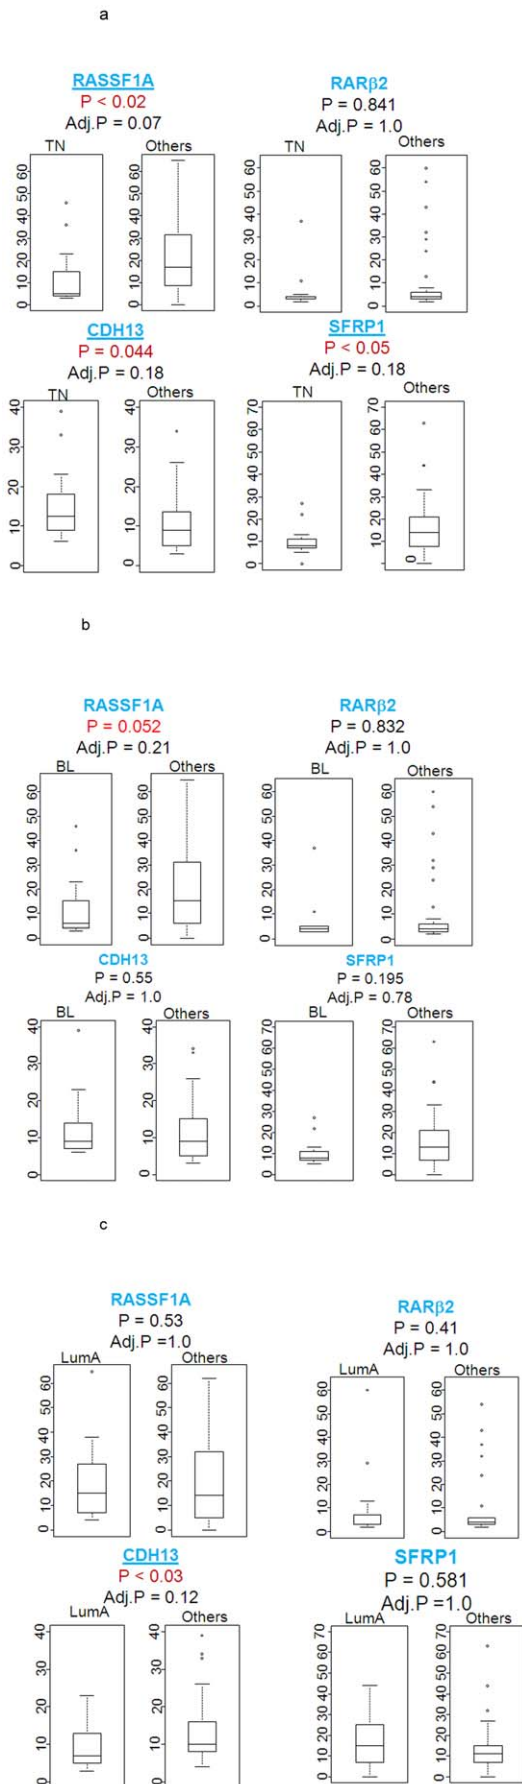 a
RASSF1A
P < 0.02
Adj.P = 0.07
TN
Others
0 10 20 30 40 50 60
0 10 20 30 40 50 60
RARβ2
P = 0.841
Adj.P = 1.0
TN
Others
0 10 20 30 40 50 60
0 10 20 30 40 50 60
CDH13
P = 0.044
Adj.P = 0.18
TN
Others
0 10 20 30 40
0 10 20 30 40
SFRP1
P < 0.05
Adj.P = 0.18
TN
Others
0 10 20 30 40 50 60 70
0 10 20 30 40 50 60 70
0
b
RASSF1A
P = 0.052
Adj.P = 0.21
BL
Others
0 10 20 30 40 50 60
0 10 20 30 40 50 60
RARβ2
P = 0.832
Adj.P = 1.0
BL
Others
0 10 20 30 40 50 60
0 10 20 30 40 50 60
CDH13
P = 0.55
Adj.P = 1.0
BL
Others
0 10 20 30 40
0 10 20 30 40
SFRP1
P = 0.195
Adj.P = 0.78
BL
Others
0 10 20 30 40 50 60 70
0 10 20 30 40 50 60 70
c
RASSF1A
P = 0.53
Adj.P =1.0
LumA
Others
0 10 20 30 40 50 60
0 10 20 30 40 50 60
RARβ2
P = 0.41
Adj.P = 1.0
LumA
Others
0 10 20 30 40 50 60
0 10 20 30 40 50 60
CDH13
P < 0.03
Adj.P = 0.12
LumA
Others
0 10 20 30 40
0 10 20 30 40
SFRP1
P = 0.581
Adj.P =1.0
LumA
Others
0 10 20 30 40 50 60 70
0 10 20 30 40 50 60 70